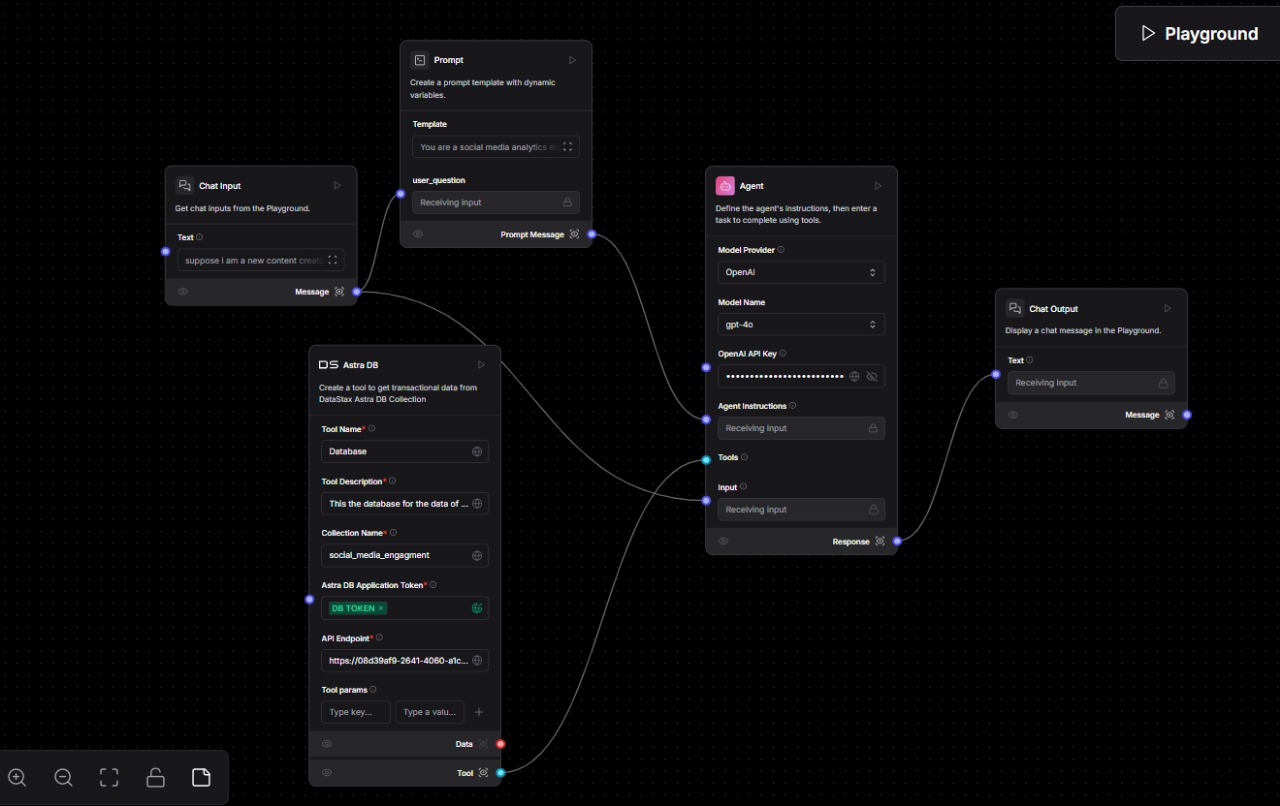 Playground
Prompt
Create a prompt template with dynamic
variables.
Template
You are a social media analytics
user_question
Receiving input
Prompt Message
Chat Input
Get chat inputs from the Playground.
Text
suppose i am a new content
Message
DS Astra DB
Create a tool to get transactional data from
DataStax Astra DB Collection
Tool Name*
Database
Tool Description*
This the database for the data of ...
Collection Name*
social_media_engagment
Astra DB Application Token*
DB TOKEN ×
API Endpoint*
https://08d39af9-2641-4060-a1c...
Tool params
Type key...
Type a valu...
Data
Tool
Agent
Define the agent's instructions, then enter a
task to complete using tools.
Model Provider
OpenAI
Model Name
gpt-4o
OpenAI API Key
Agent Instructions
Receiving input
Tools
Input
Receiving input
Response
Chat Output
Display a chat message in the Playground.
Text
Receiving input
Message